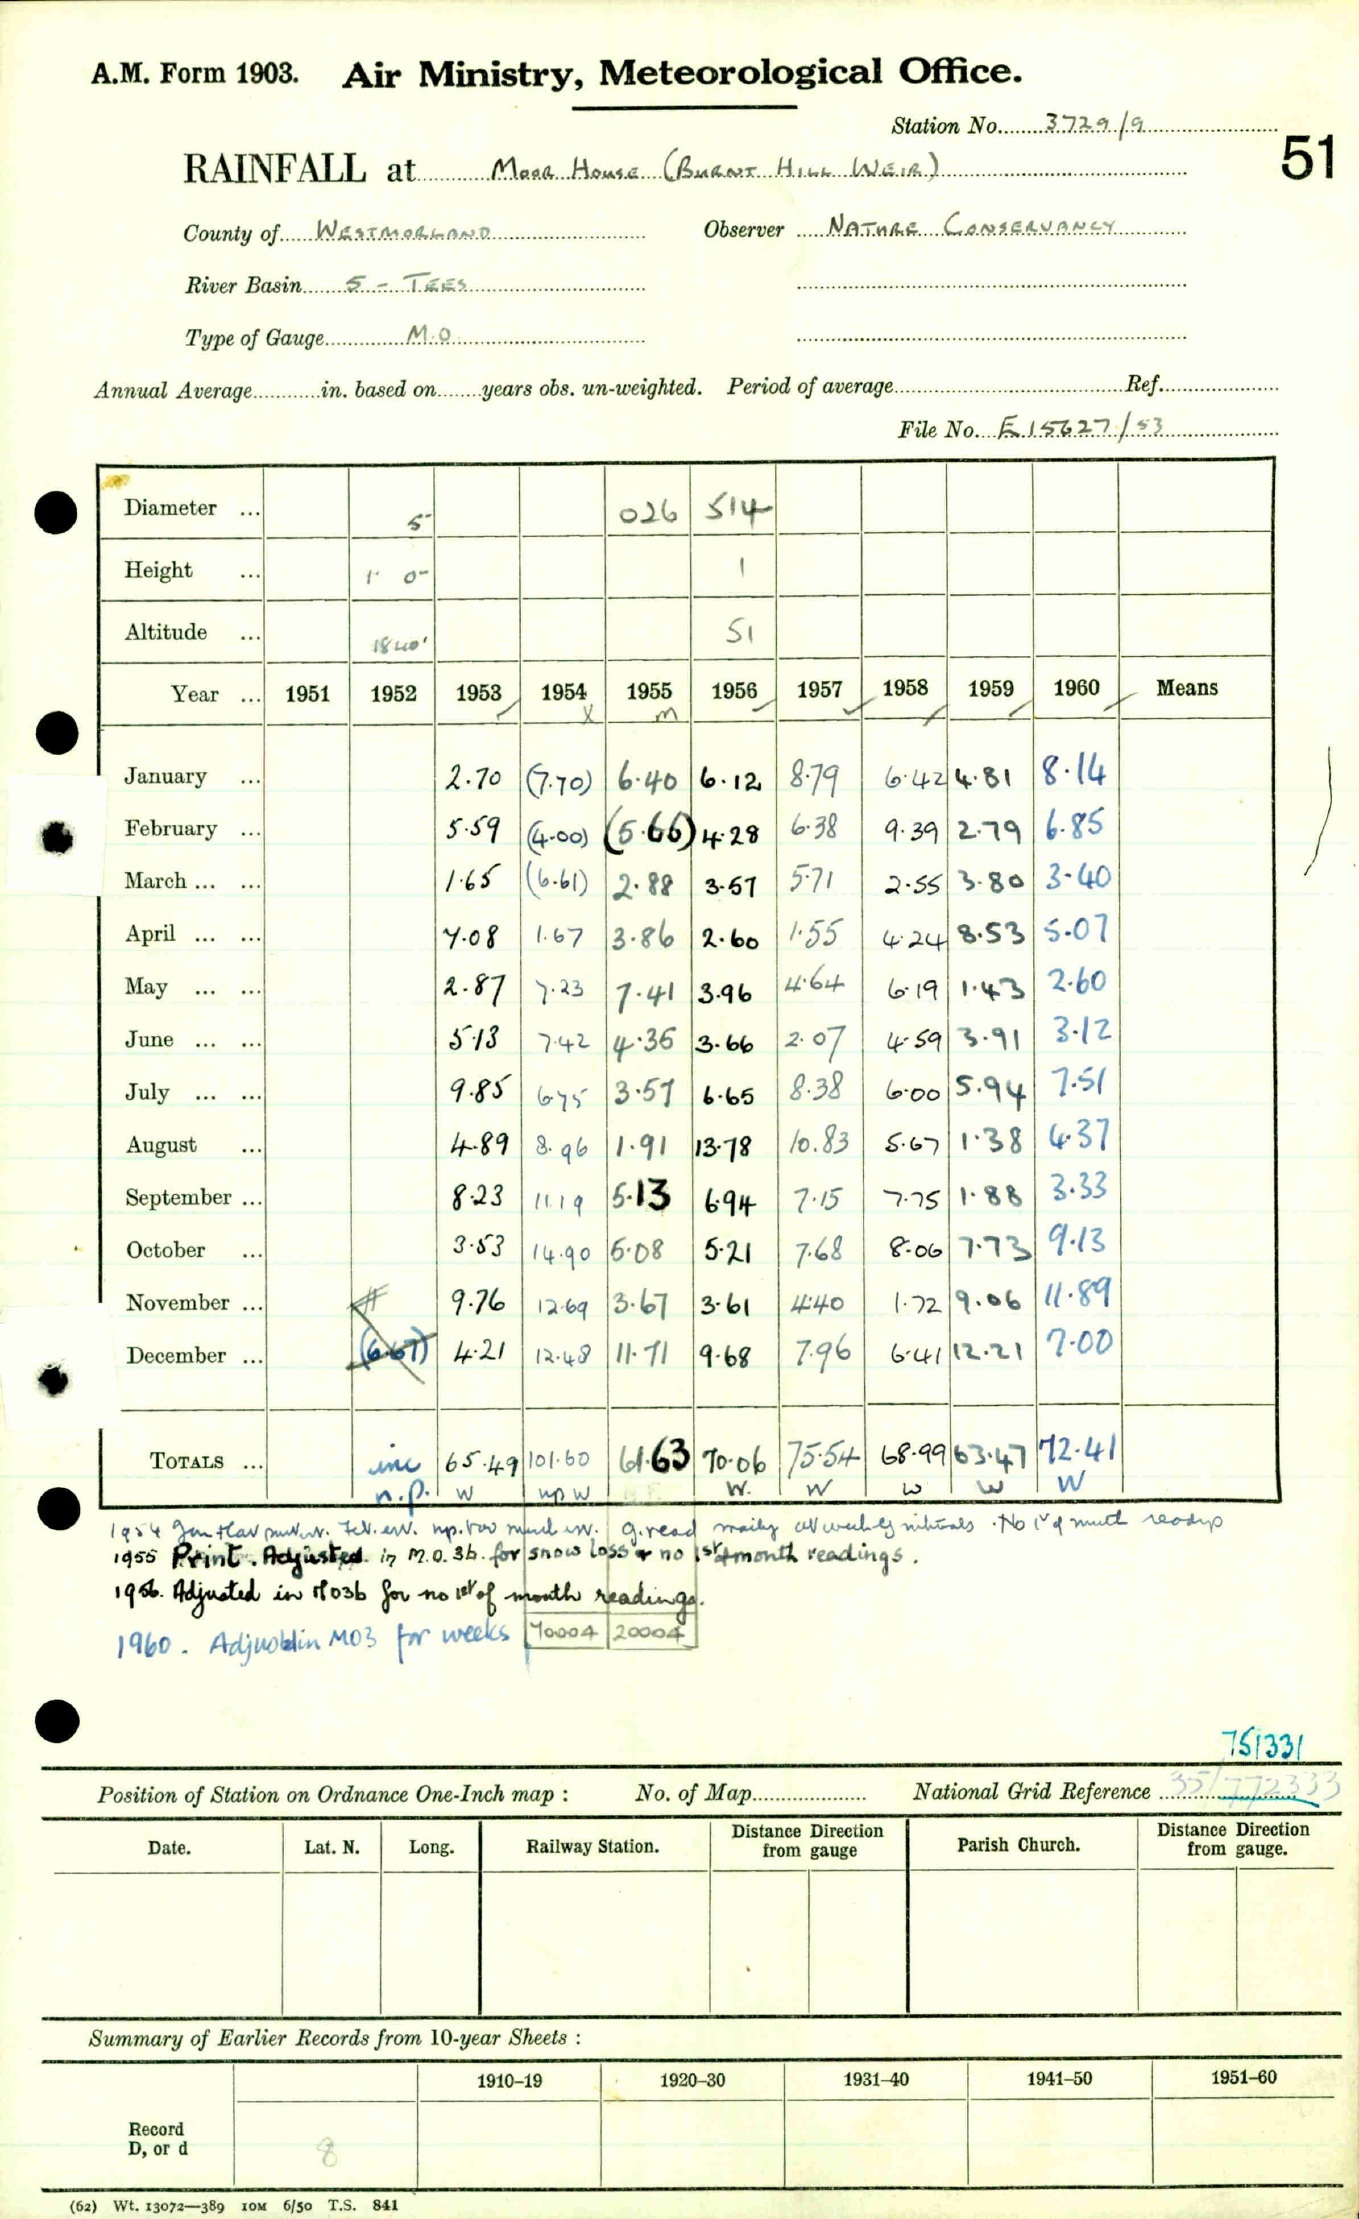 A.M. Form 1903. Air Ministry, Meteorological Office.
Station No. 3729/9
51
RAINFALL at Moor House (Burnt Hill Weir)
County of Westmorland Observer Nature Conservancy
River Basin 5 - Tees
Type of Gauge M.O
Annual Average in. based on years obs. un-weighted. Period of average Ref.
File No. E15627/53
Diameter ... 5 026 514
Height ... 1' 0" 1
Altitude ... 1840' 51
Year ... 1951 1952 1953 1954 1955 1956 1957 1958 1959 1960 Means
✓ X m ✓ ✓ ✓ ✓ ✓
January ... 2.70 (7.70) 6.40 6.12 8.79 6.42 4.81 8.14
February ... 5.59 (4.00) (5.66) 4.28 6.38 9.39 2.79 6.85
March ... ... 1.65 (6.61) 2.88 3.57 5.71 2.55 3.80 3.40
April ... ... 7.08 1.67 3.86 2.60 1.55 4.24 8.53 5.07
May ... ... 2.87 7.23 7.41 3.96 4.64 6.19 1.43 2.60
June ... ... 5.13 7.42 4.35 3.66 2.07 4.59 3.91 3.12
July ... ... 9.85 6.75 3.57 6.65 8.38 6.00 5.94 7.51
August ... 4.89 8.96 1.91 13.78 10.83 5.67 1.38 4.37
September ... 8.23 11.19 5.13 6.94 7.15 7.75 1.88 3.33
October ... 3.53 14.90 5.08 5.21 7.68 8.06 7.73 9.13
November ... 9.76 12.69 3.67 3.61 4.40 1.72 9.06 11.89
December ... (6.67) 4.21 12.48 11.71 9.68 7.96 6.41 12.21 7.00
Totals ... inc 65.49 101.60 61.63 70.06 75.54 68.99 63.47 72.41
n.p. W np W W. W W W W
1954 Jan Feb. est. np. g. read mainly at weekly intervals. No 1st of month readings
1955 Print. Adjusted in M.O.3b. for snow loss + no 1st of month readings.
1956. Adjusted in MO3b for no 1st of month readings.
1960. Adjusted in MO3 for weeks 70004 20004
751331
Position of Station on Ordnance One-Inch map : No. of Map National Grid Reference 35/772333
Date. Lat. N. Long. Railway Station. Distance from Direction gauge Parish Church. Distance from Direction gauge.
Summary of Earlier Records from 10-year Sheets :
1910–19 1920–30 1931–40 1941–50 1951–60
Record
D, or d 8
(62) Wt. 13072—389 10M 6/50 T.S. 841